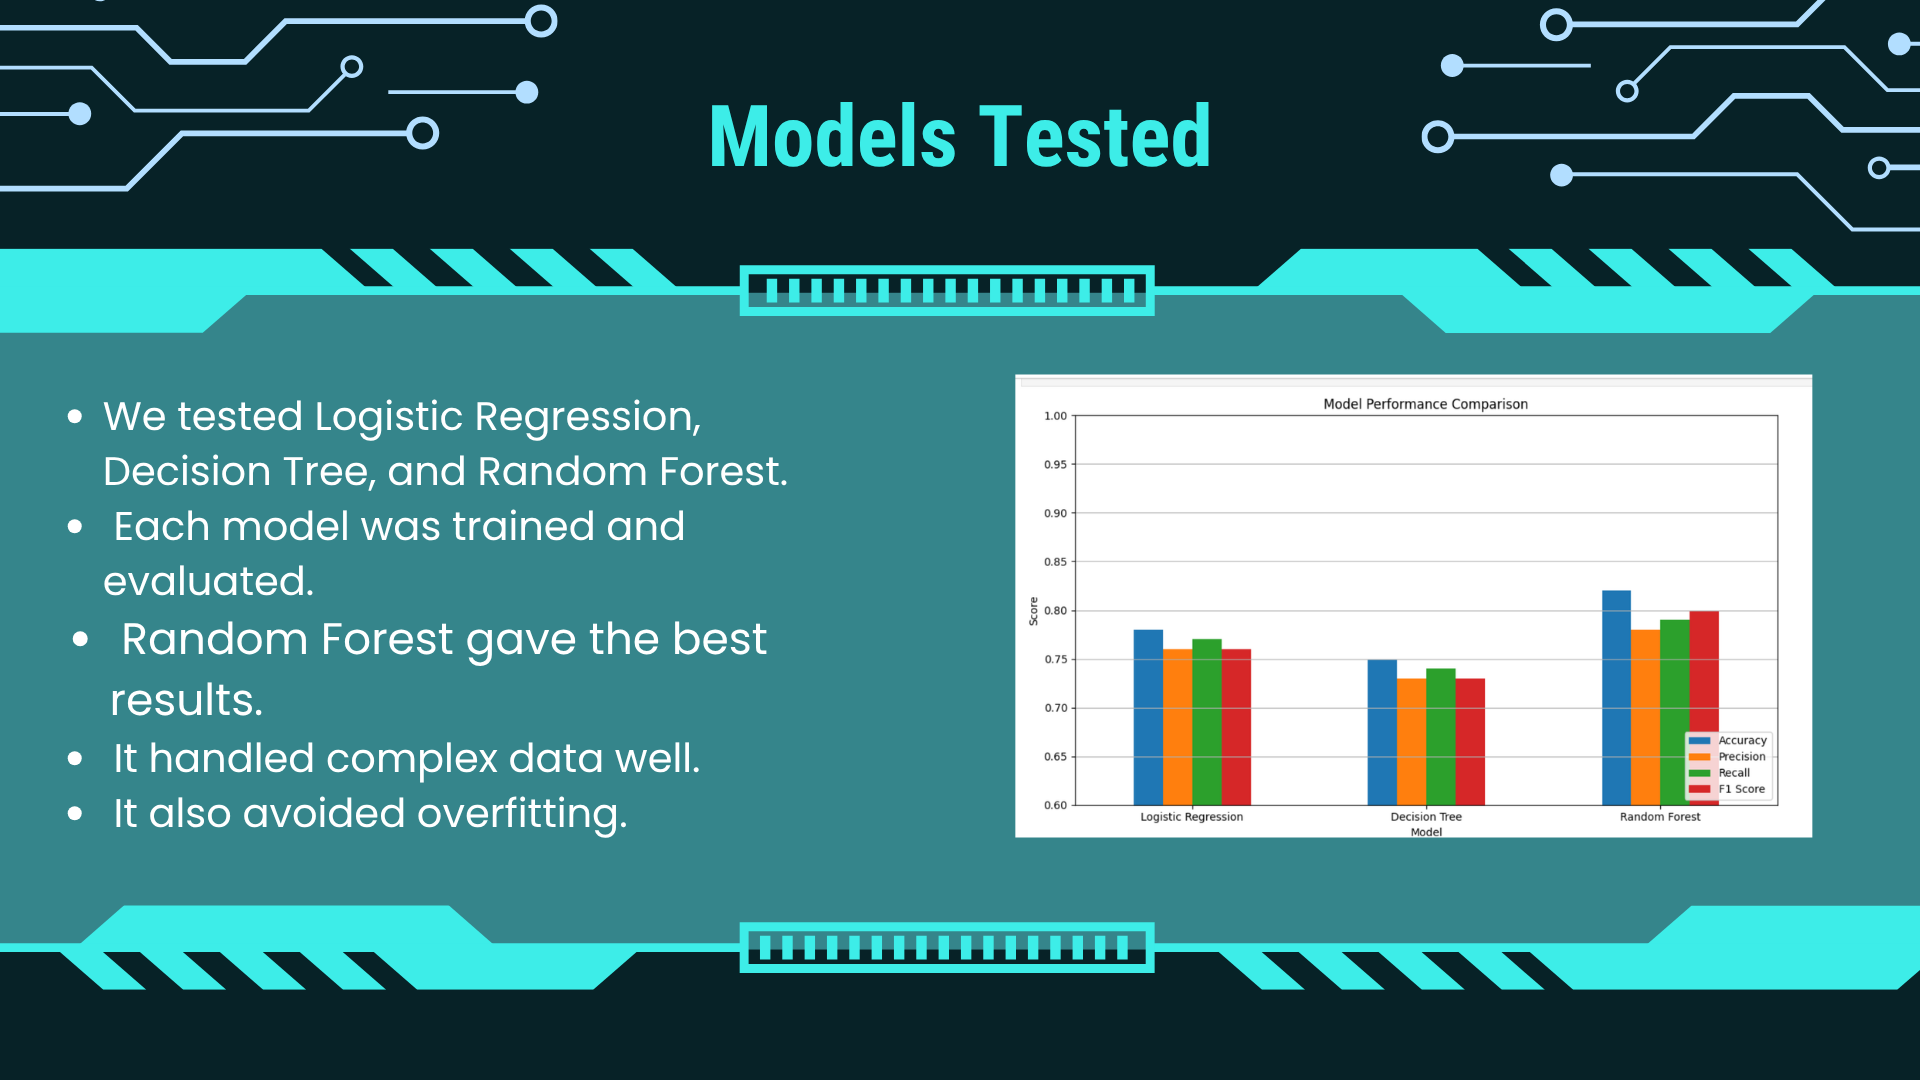 Models Tested
• We tested Logistic Regression,
Decision Tree, and Random Forest.
• Each model was trained and
evaluated.
• Random Forest gave the best
results.
• It handled complex data well.
• It also avoided overfitting.
Model Performance Comparison
1.00
0.95
0.90
0.85
0.80
0.75
0.70
0.65
0.60
Score
Accuracy
Precision
Recall
F1 Score
Logistic Regression Decision Tree Random Forest
Model